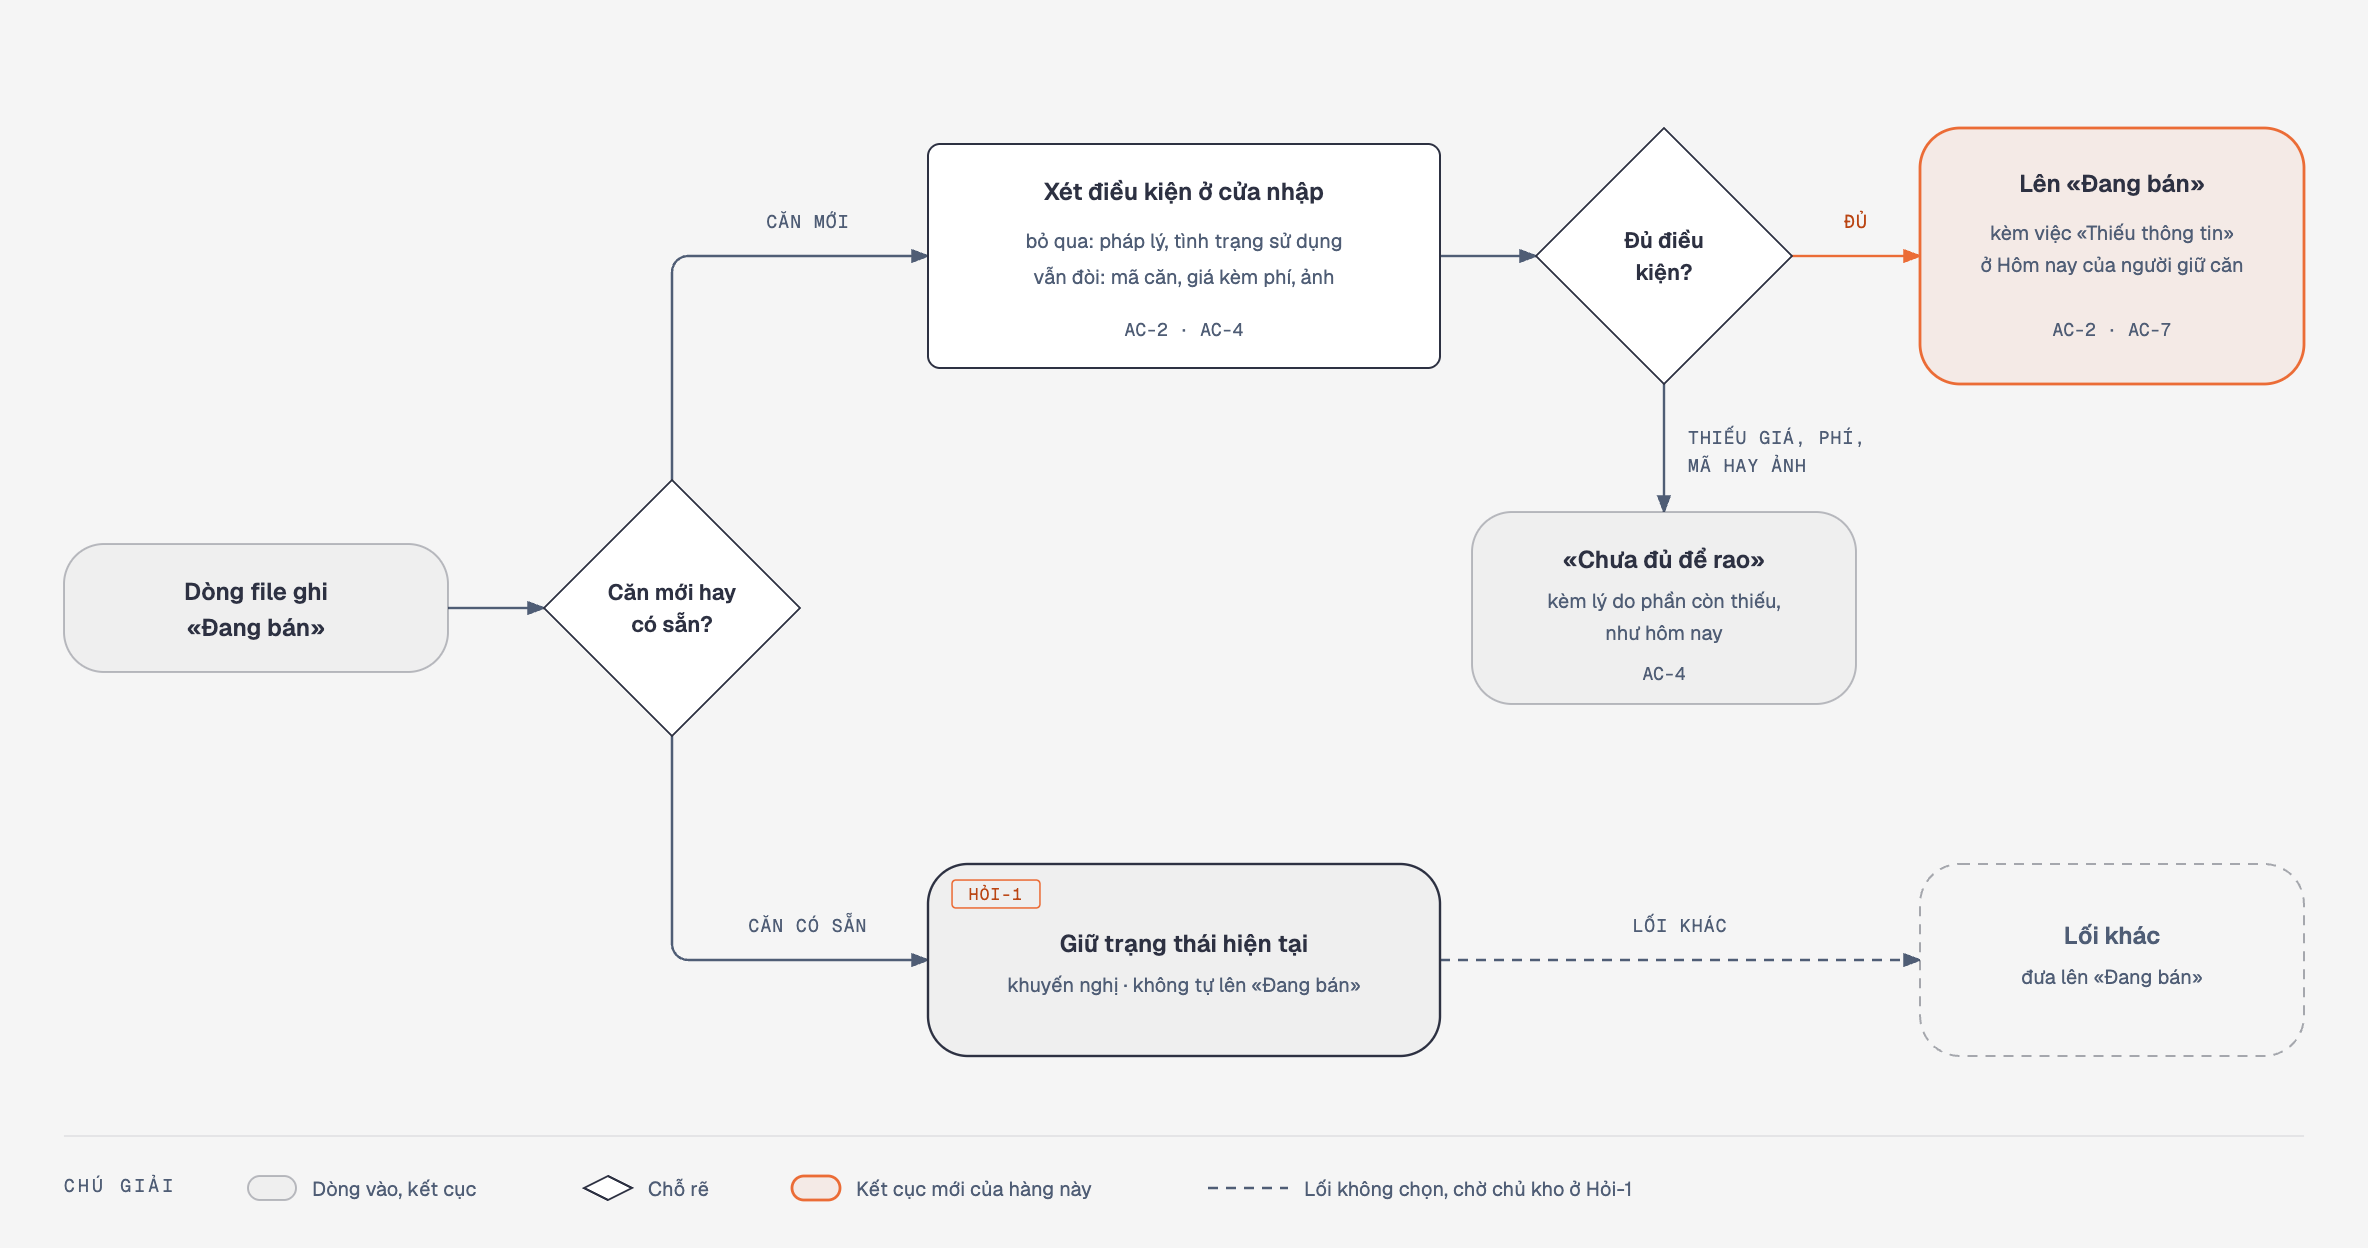 Dòng file ghi
«Đang bán»
Căn mới hay
có sẵn?
CĂN MỚI
Xét điều kiện ở cửa nhập
bỏ qua: pháp lý, tình trạng sử dụng
vẫn đòi: mã căn, giá kèm phí, ảnh
AC-2 · AC-4
Đủ điều
kiện?
ĐỦ
Lên «Đang bán»
kèm việc «Thiếu thông tin»
ở Hôm nay của người giữ căn
AC-2 · AC-7
THIẾU GIÁ, PHÍ,
MÃ HAY ẢNH
«Chưa đủ để rao»
kèm lý do phần còn thiếu,
như hôm nay
AC-4
CĂN CÓ SẴN
HỎI-1
Giữ trạng thái hiện tại
khuyến nghị · không tự lên «Đang bán»
LỐI KHÁC
Lối khác
đưa lên «Đang bán»
CHÚ GIẢI
Dòng vào, kết cục
Chỗ rẽ
Kết cục mới của hàng này
Lối không chọn, chờ chủ kho ở Hỏi-1